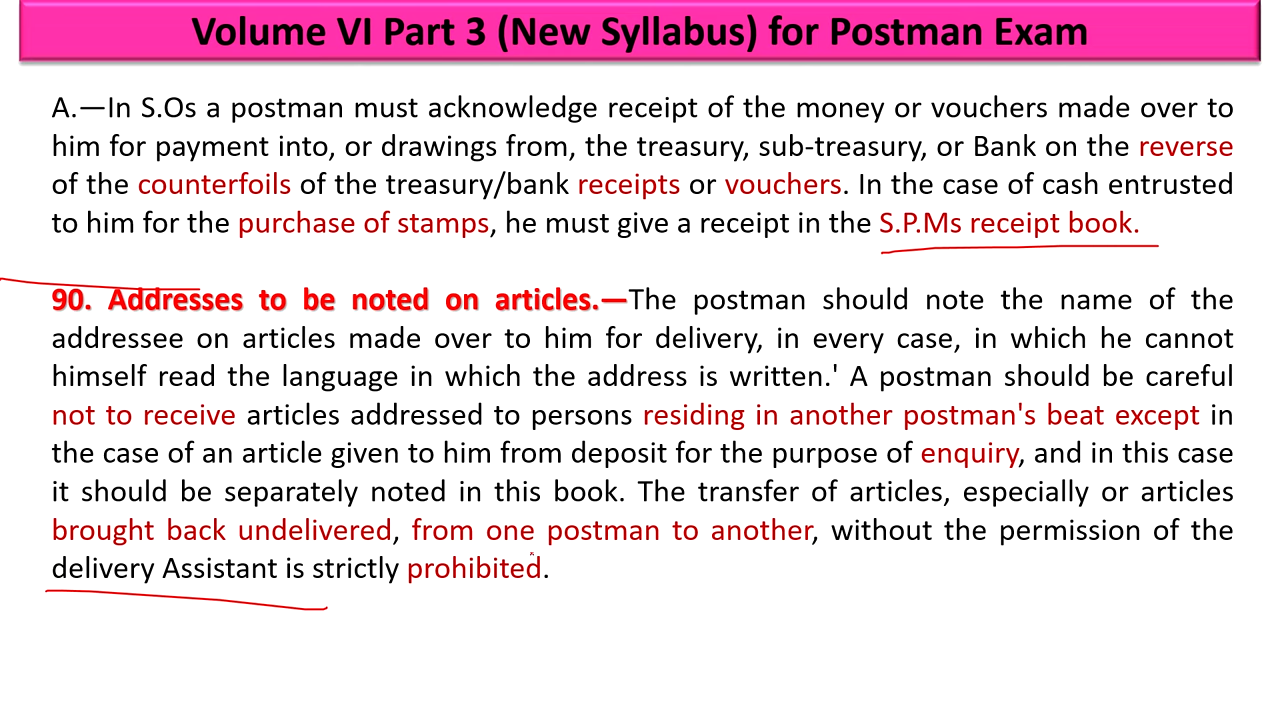 Volume VI Part 3 (New Syllabus) for Postman Exam
A.—In S.Os a postman must acknowledge receipt of the money or vouchers made over to
him for payment into, or drawings from, the treasury, sub-treasury, or Bank on the reverse
of the counterfoils of the treasury/bank receipts or vouchers. In the case of cash entrusted
to him for the purchase of stamps, he must give a receipt in the S.P.Ms receipt book.
90. Addresses to be noted on articles.—The postman should note the name of the
addressee on articles made over to him for delivery, in every case, in which he cannot
himself read the language in which the address is written.' A postman should be careful
not to receive articles addressed to persons residing in another postman's beat except in
the case of an article given to him from deposit for the purpose of enquiry, and in this case
it should be separately noted in this book. The transfer of articles, especially or articles
brought back undelivered, from one postman to another, without the permission of the
delivery Assistant is strictly prohibited.